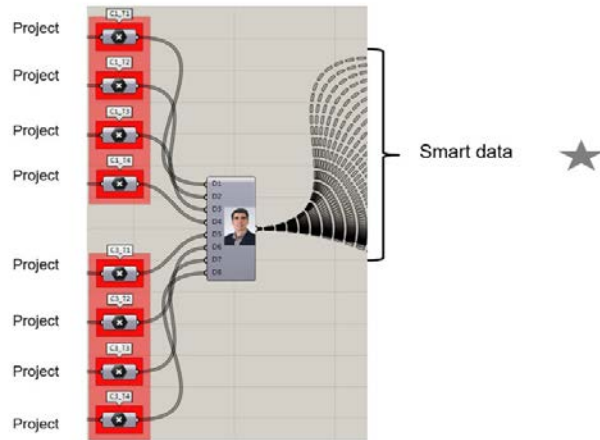 Project
C1_T1
Project
C1_T2
Project
C1_T3
Project
C1_T4
D1
D2
D3
D4
D5
D6
D7
D8
Smart data
Project
C3_T1
Project
C3_T2
Project
C3_T3
Project
C3_T4